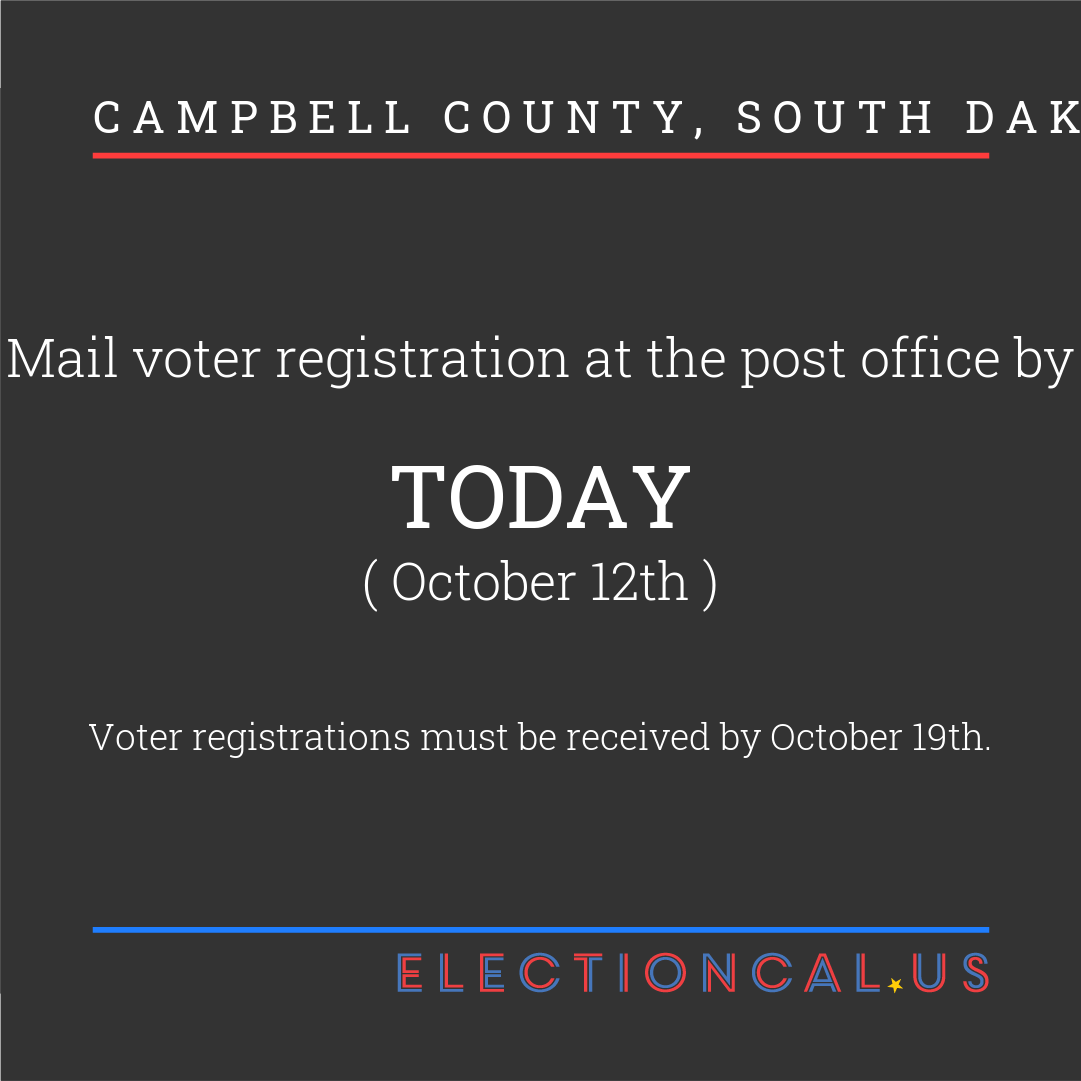 CAMPBELL COUNTY, SOUTH DAK
Mail voter registration at the post office by
TODAY
( October 12th )
Voter registrations must be received by October 19th.
ELECTIONCAL.US